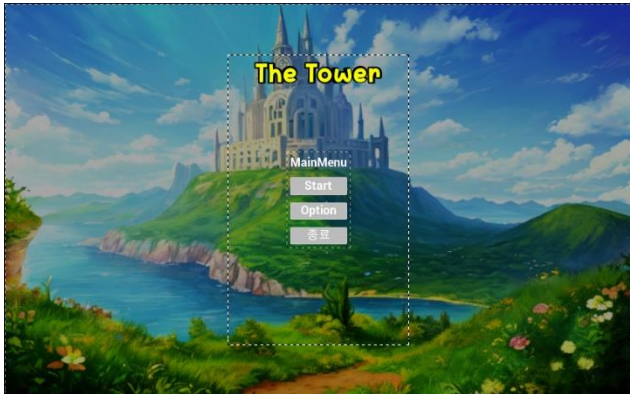 The Tower
MainMenu
Start
Option
종료